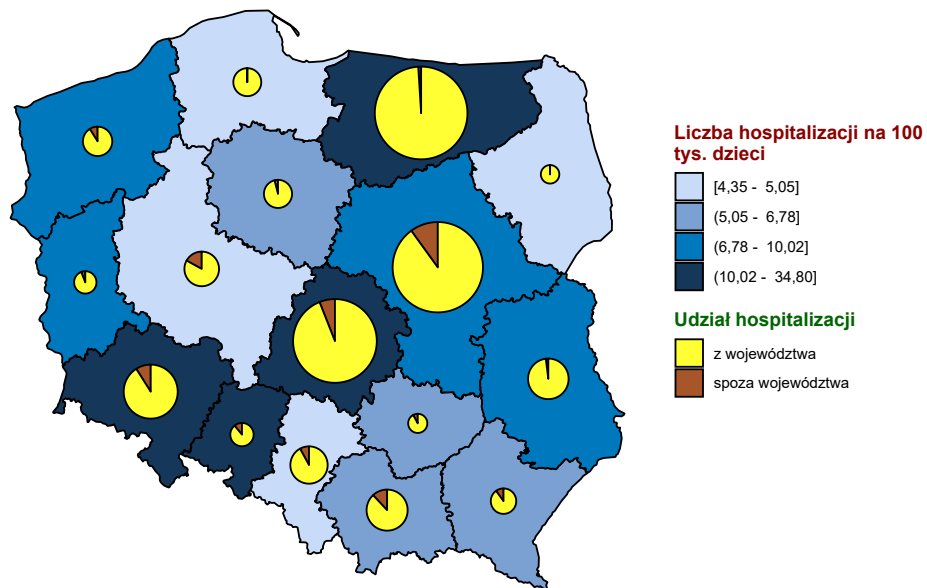 Liczba hospitalizacji na 100
tys. dzieci
[4,35 - 5,05]
(5,05 - 6,78]
(6,78 - 10,02]
(10,02 - 34,80]
Udział hospitalizacji
z województwa
spoza województwa